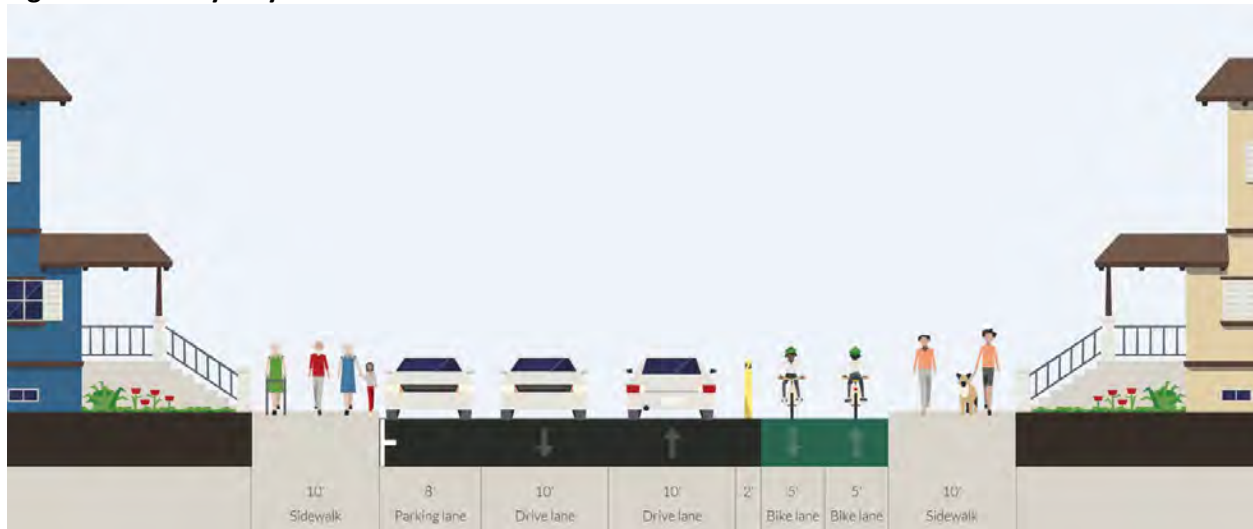 10'
Sidewalk
8'
Parking lane
10'
Drive lane
10'
Drive lane
2'
5'
Bike lane
5'
Bike lane
10'
Sidewalk